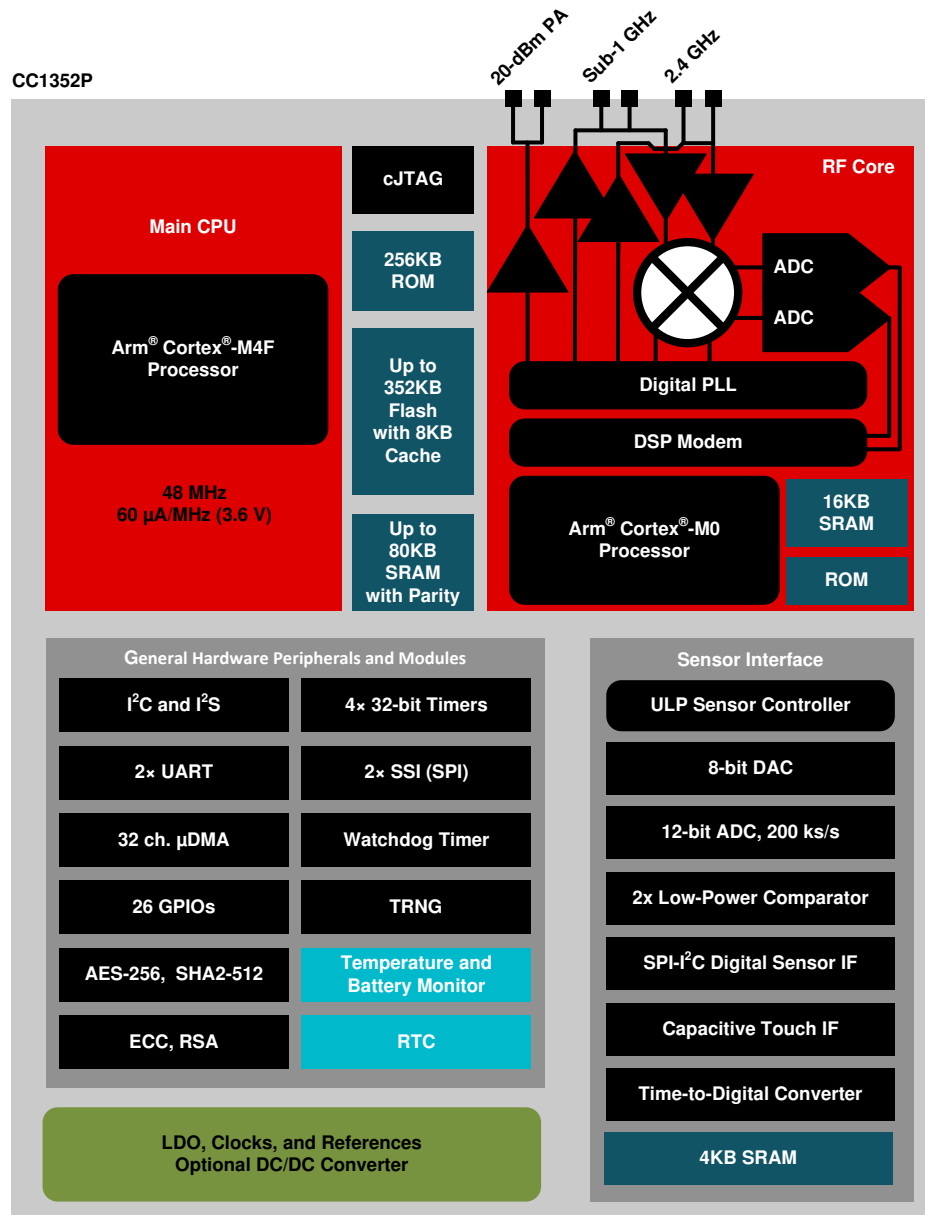 CC1352P
20-dBm PA
Sub-1 GHz
2.4 GHz
Main CPU
Arm® Cortex®-M4F
Processor
48 MHz
60 µA/MHz (3.6 V)
cJTAG
256KB
ROM
Up to
352KB
Flash
with 8KB
Cache
Up to
80KB
SRAM
with Parity
RF Core
ADC
ADC
Digital PLL
DSP Modem
Arm® Cortex®-M0
Processor
16KB
SRAM
ROM
General Hardware Peripherals and Modules
I²C and I²S
4× 32-bit Timers
2× UART
2× SSI (SPI)
32 ch. µDMA
Watchdog Timer
26 GPIOs
TRNG
AES-256, SHA2-512
Temperature and
Battery Monitor
ECC, RSA
RTC
LDO, Clocks, and References
Optional DC/DC Converter
Sensor Interface
ULP Sensor Controller
8-bit DAC
12-bit ADC, 200 ks/s
2x Low-Power Comparator
SPI-I²C Digital Sensor IF
Capacitive Touch IF
Time-to-Digital Converter
4KB SRAM